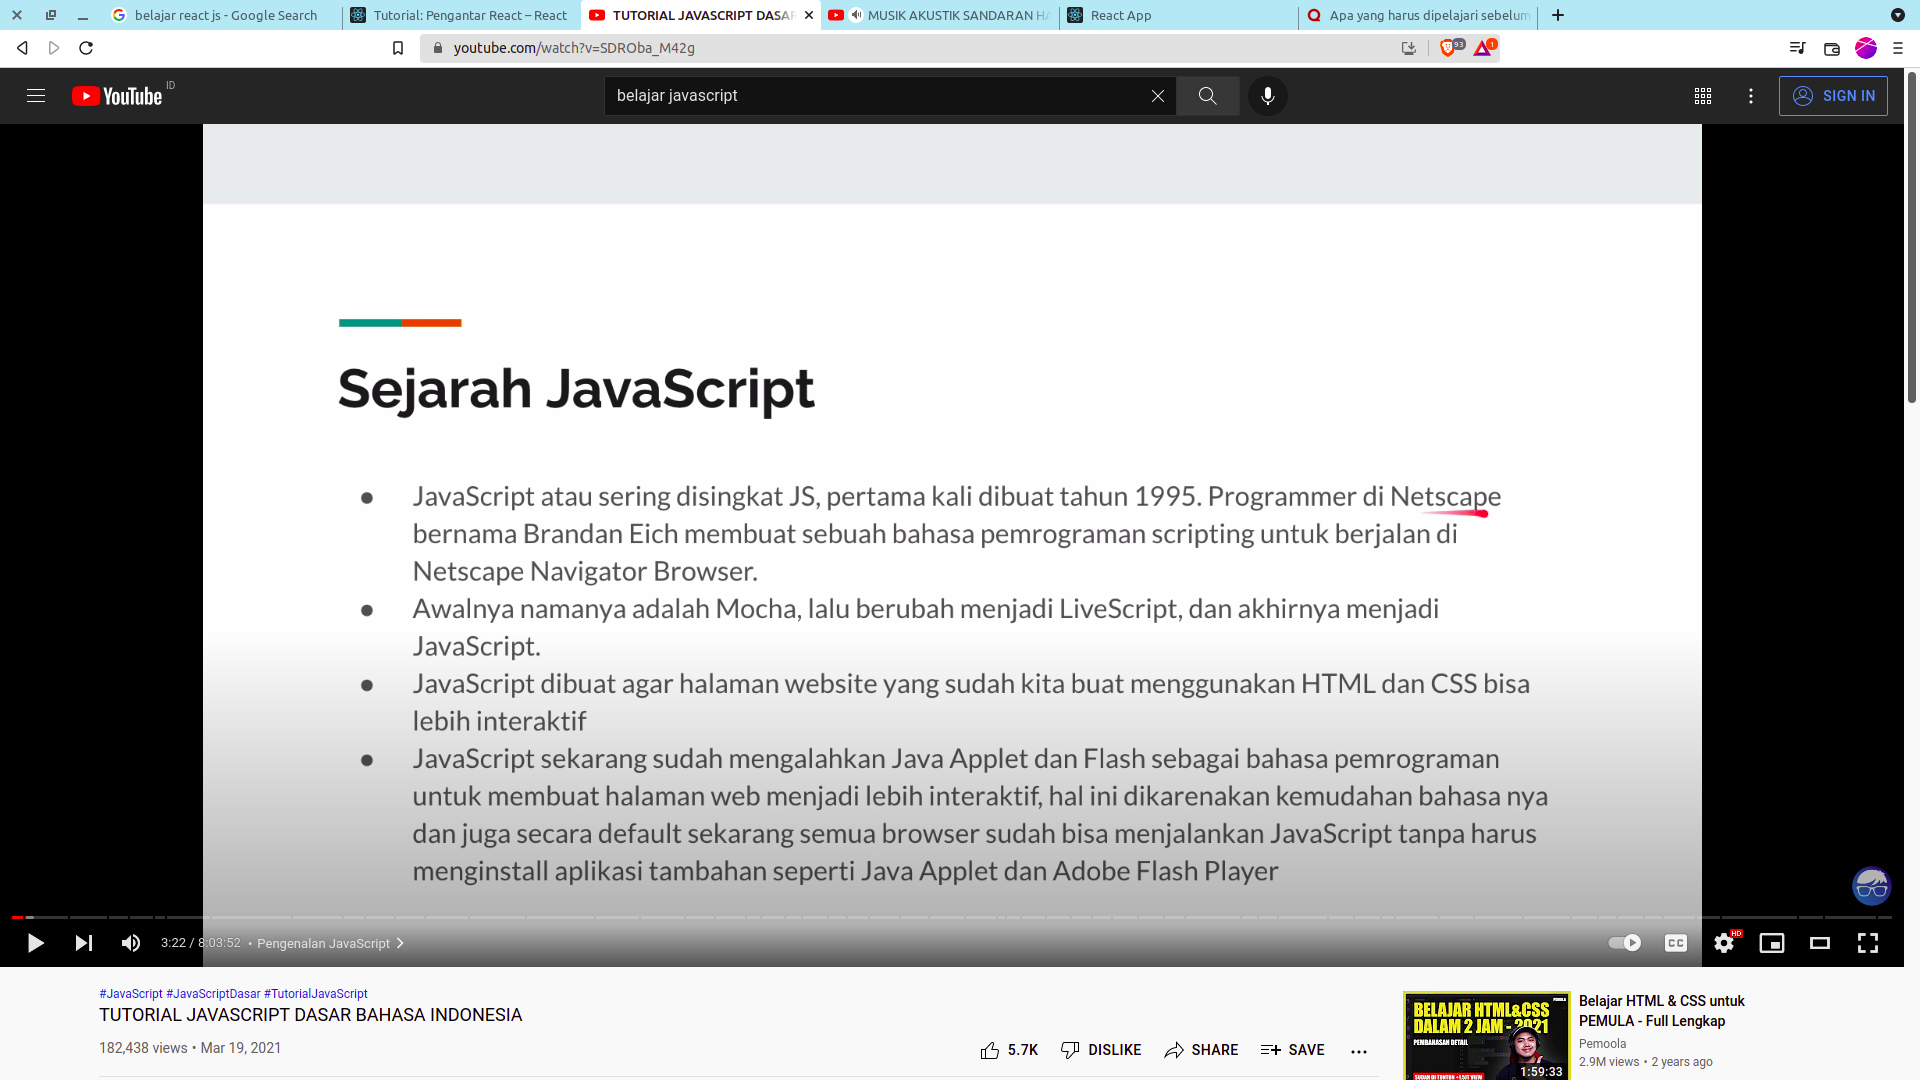 belajar react js - Google Search
Tutorial: Pengantar React – React
TUTORIAL JAVASCRIPT DASAR
MUSIK AKUSTIK SANDARAN HA
React App
Apa yang harus dipelajari sebelum
youtube.com/watch?v=SDROba_M42g
93
1
YouTube ID
belajar javascript
SIGN IN
Sejarah JavaScript
● JavaScript atau sering disingkat JS, pertama kali dibuat tahun 1995. Programmer di Netscape
bernama Brandan Eich membuat sebuah bahasa pemrograman scripting untuk berjalan di
Netscape Navigator Browser.
● Awalnya namanya adalah Mocha, lalu berubah menjadi LiveScript, dan akhirnya menjadi
JavaScript.
● JavaScript dibuat agar halaman website yang sudah kita buat menggunakan HTML dan CSS bisa
lebih interaktif
● JavaScript sekarang sudah mengalahkan Java Applet dan Flash sebagai bahasa pemrograman
untuk membuat halaman web menjadi lebih interaktif, hal ini dikarenakan kemudahan bahasa nya
dan juga secara default sekarang semua browser sudah bisa menjalankan JavaScript tanpa harus
menginstall aplikasi tambahan seperti Java Applet dan Adobe Flash Player
3:22 / 8:03:52 • Pengenalan JavaScript
CC
HD
#JavaScript #JavaScriptDasar #TutorialJavaScript
TUTORIAL JAVASCRIPT DASAR BAHASA INDONESIA
182,438 views • Mar 19, 2021
5.7K DISLIKE SHARE SAVE
BELAJAR HTML&CSS
DALAM 2 JAM - 2021
PEMBAHASAN DETAIL
1:59:33
Belajar HTML & CSS untuk
PEMULA - Full Lengkap
Pemoola
2.9M views • 2 years ago